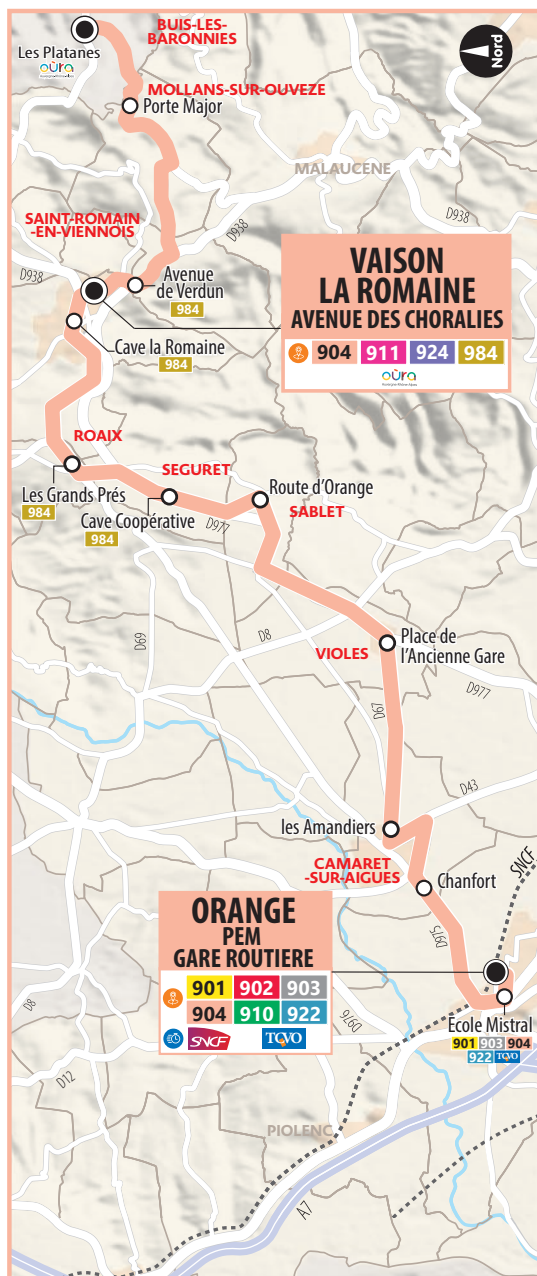 BUIS-LES-
BARONNIES
Les Platanes
oùra
Nord
MOLLANS-SUR-OUVEZE
Porte Major
MALAUCENE
D938
SAINT-ROMAIN
-EN-VIENNOIS
D938
D938
Avenue
de Verdun
984
VAISON
LA ROMAINE
AVENUE DES CHORALIES
904 911 924 984
oùra
Cave la Romaine
984
ROAIX
Les Grands Prés
984
SEGURET
Cave Coopérative
984
D977
Route d'Orange
SABLET
D69
D8
VIOLES
Place de
l'Ancienne Gare
D977
D67
les Amandiers
D43
CAMARET
-SUR-AIGUES
Chanfort
SNCF
D975
ORANGE
PEM
GARE ROUTIERE
901 902 903
904 910 922
SNCF TCVO
Ecole Mistral
901 903 904
922 TCVO
D8
D976
D12
PIOLENC
A7